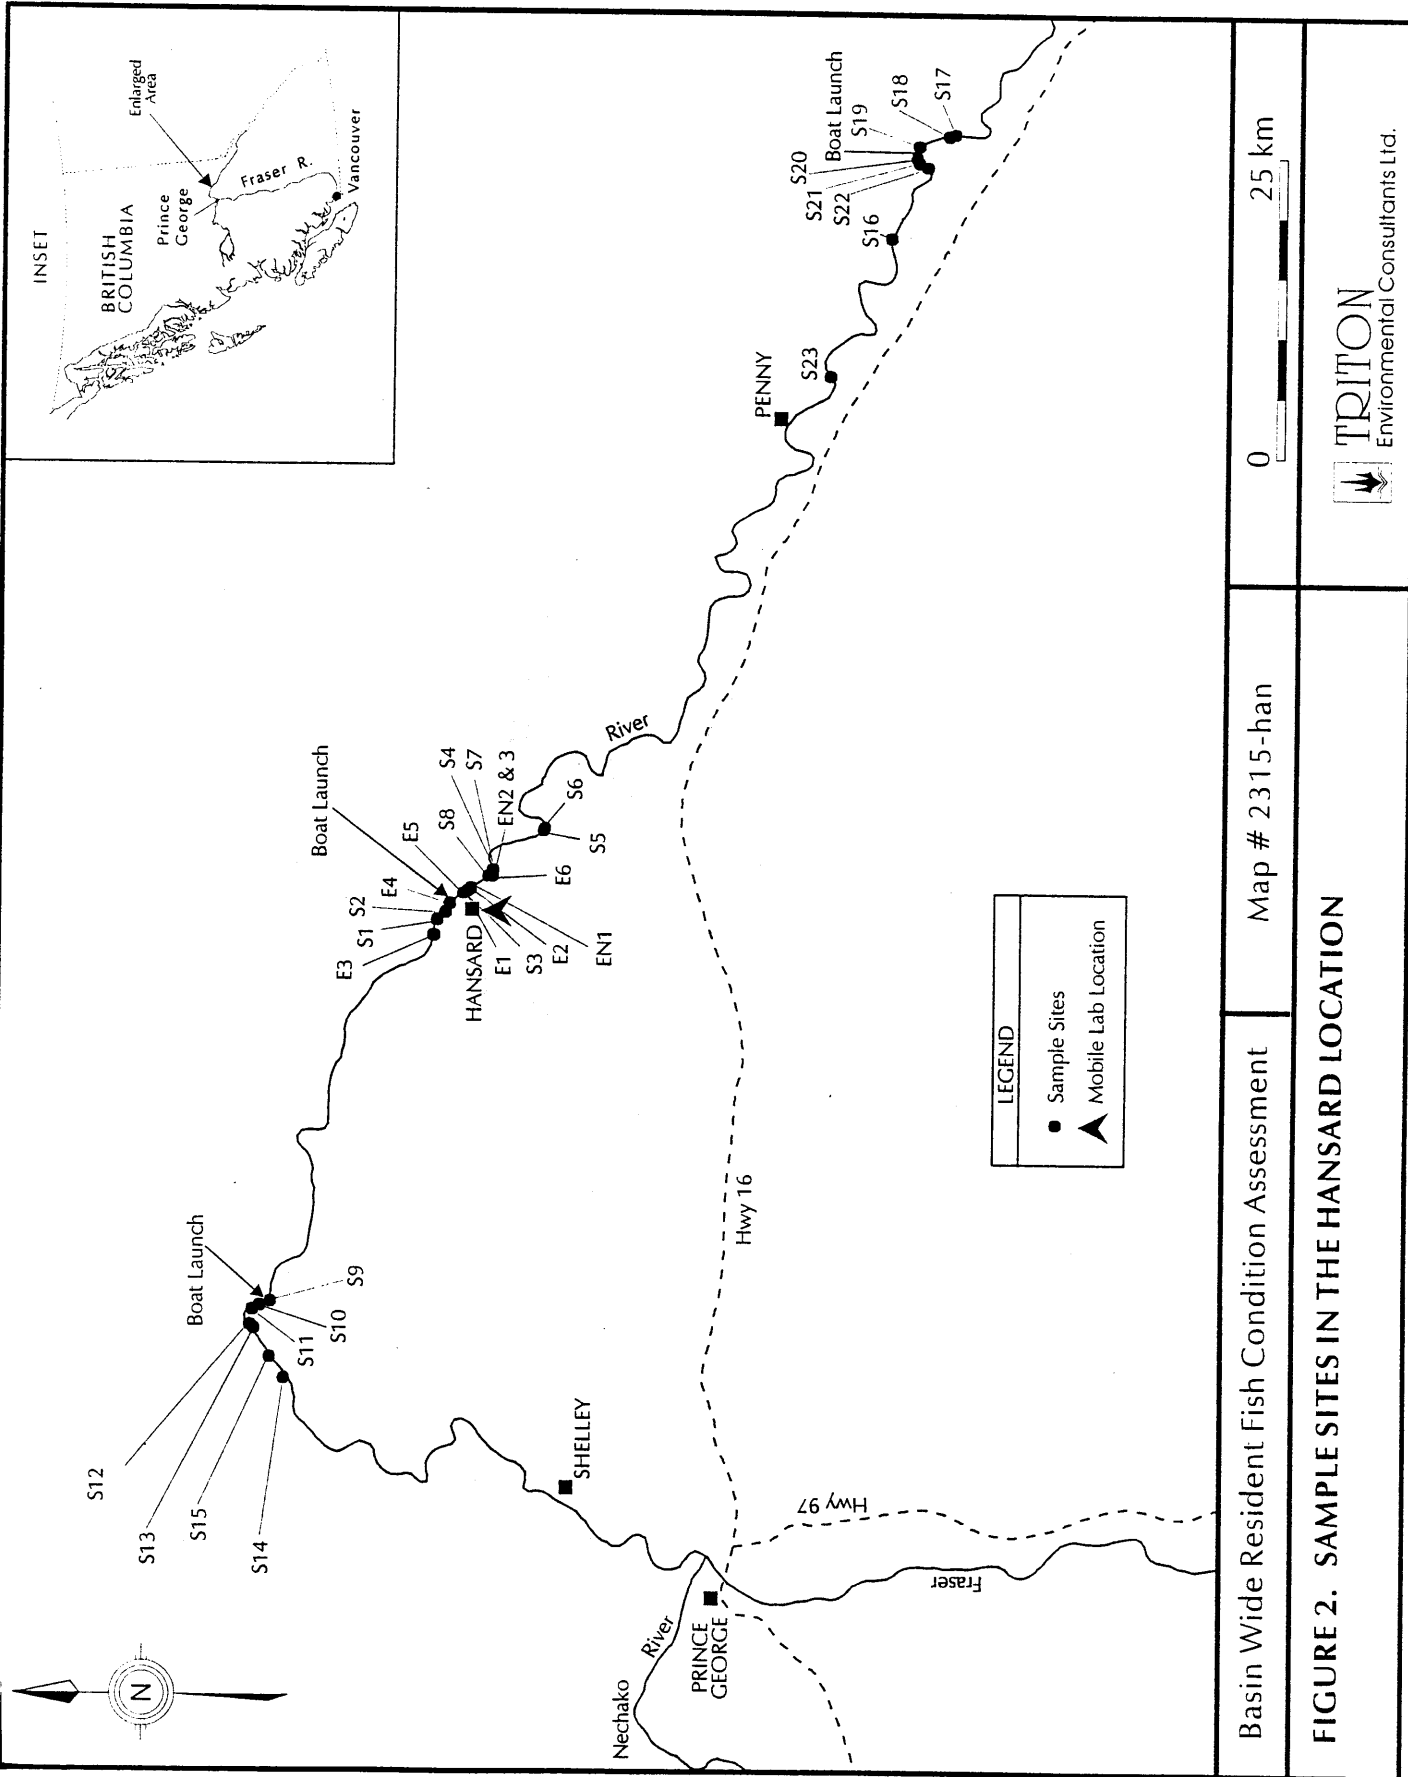 INSET
BRITISH
COLUMBIA
Prince
George
Enlarged
Area
Fraser R.
Vancouver
N
S12
S13
S15
S14
Boat Launch
S9
S10
S11
E3
S1
S2
E4
Boat Launch
E5
S8
S4
S7
EN2 & 3
S6
S5
E6
HANSARD
E1
S3
E2
EN1
River
SHELLEY
PENNY
S23
S16
S22
S21
S20
Boat Launch
S19
S18
S17
Nechako
River
PRINCE
GEORGE
Hwy 16
Hwy 97
Fraser
LEGEND
Sample Sites
Mobile Lab Location
Basin Wide Resident Fish Condition Assessment
Map # 2315-han
0
25 km
FIGURE 2. SAMPLE SITES IN THE HANSARD LOCATION
TRITON
Environmental Consultants Ltd.